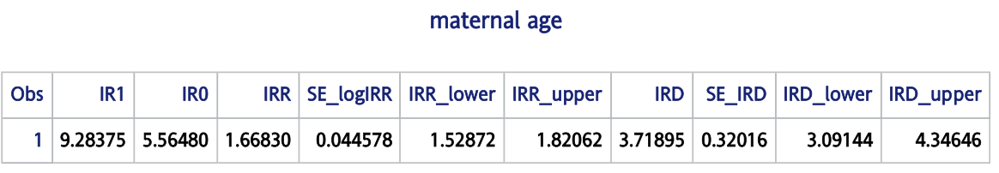 maternal age
Obs IR1 IR0 IRR SE_logIRR IRR_lower IRR_upper IRD SE_IRD IRD_lower IRD_upper
1 9.28375 5.56480 1.66830 0.044578 1.52872 1.82062 3.71895 0.32016 3.09144 4.34646